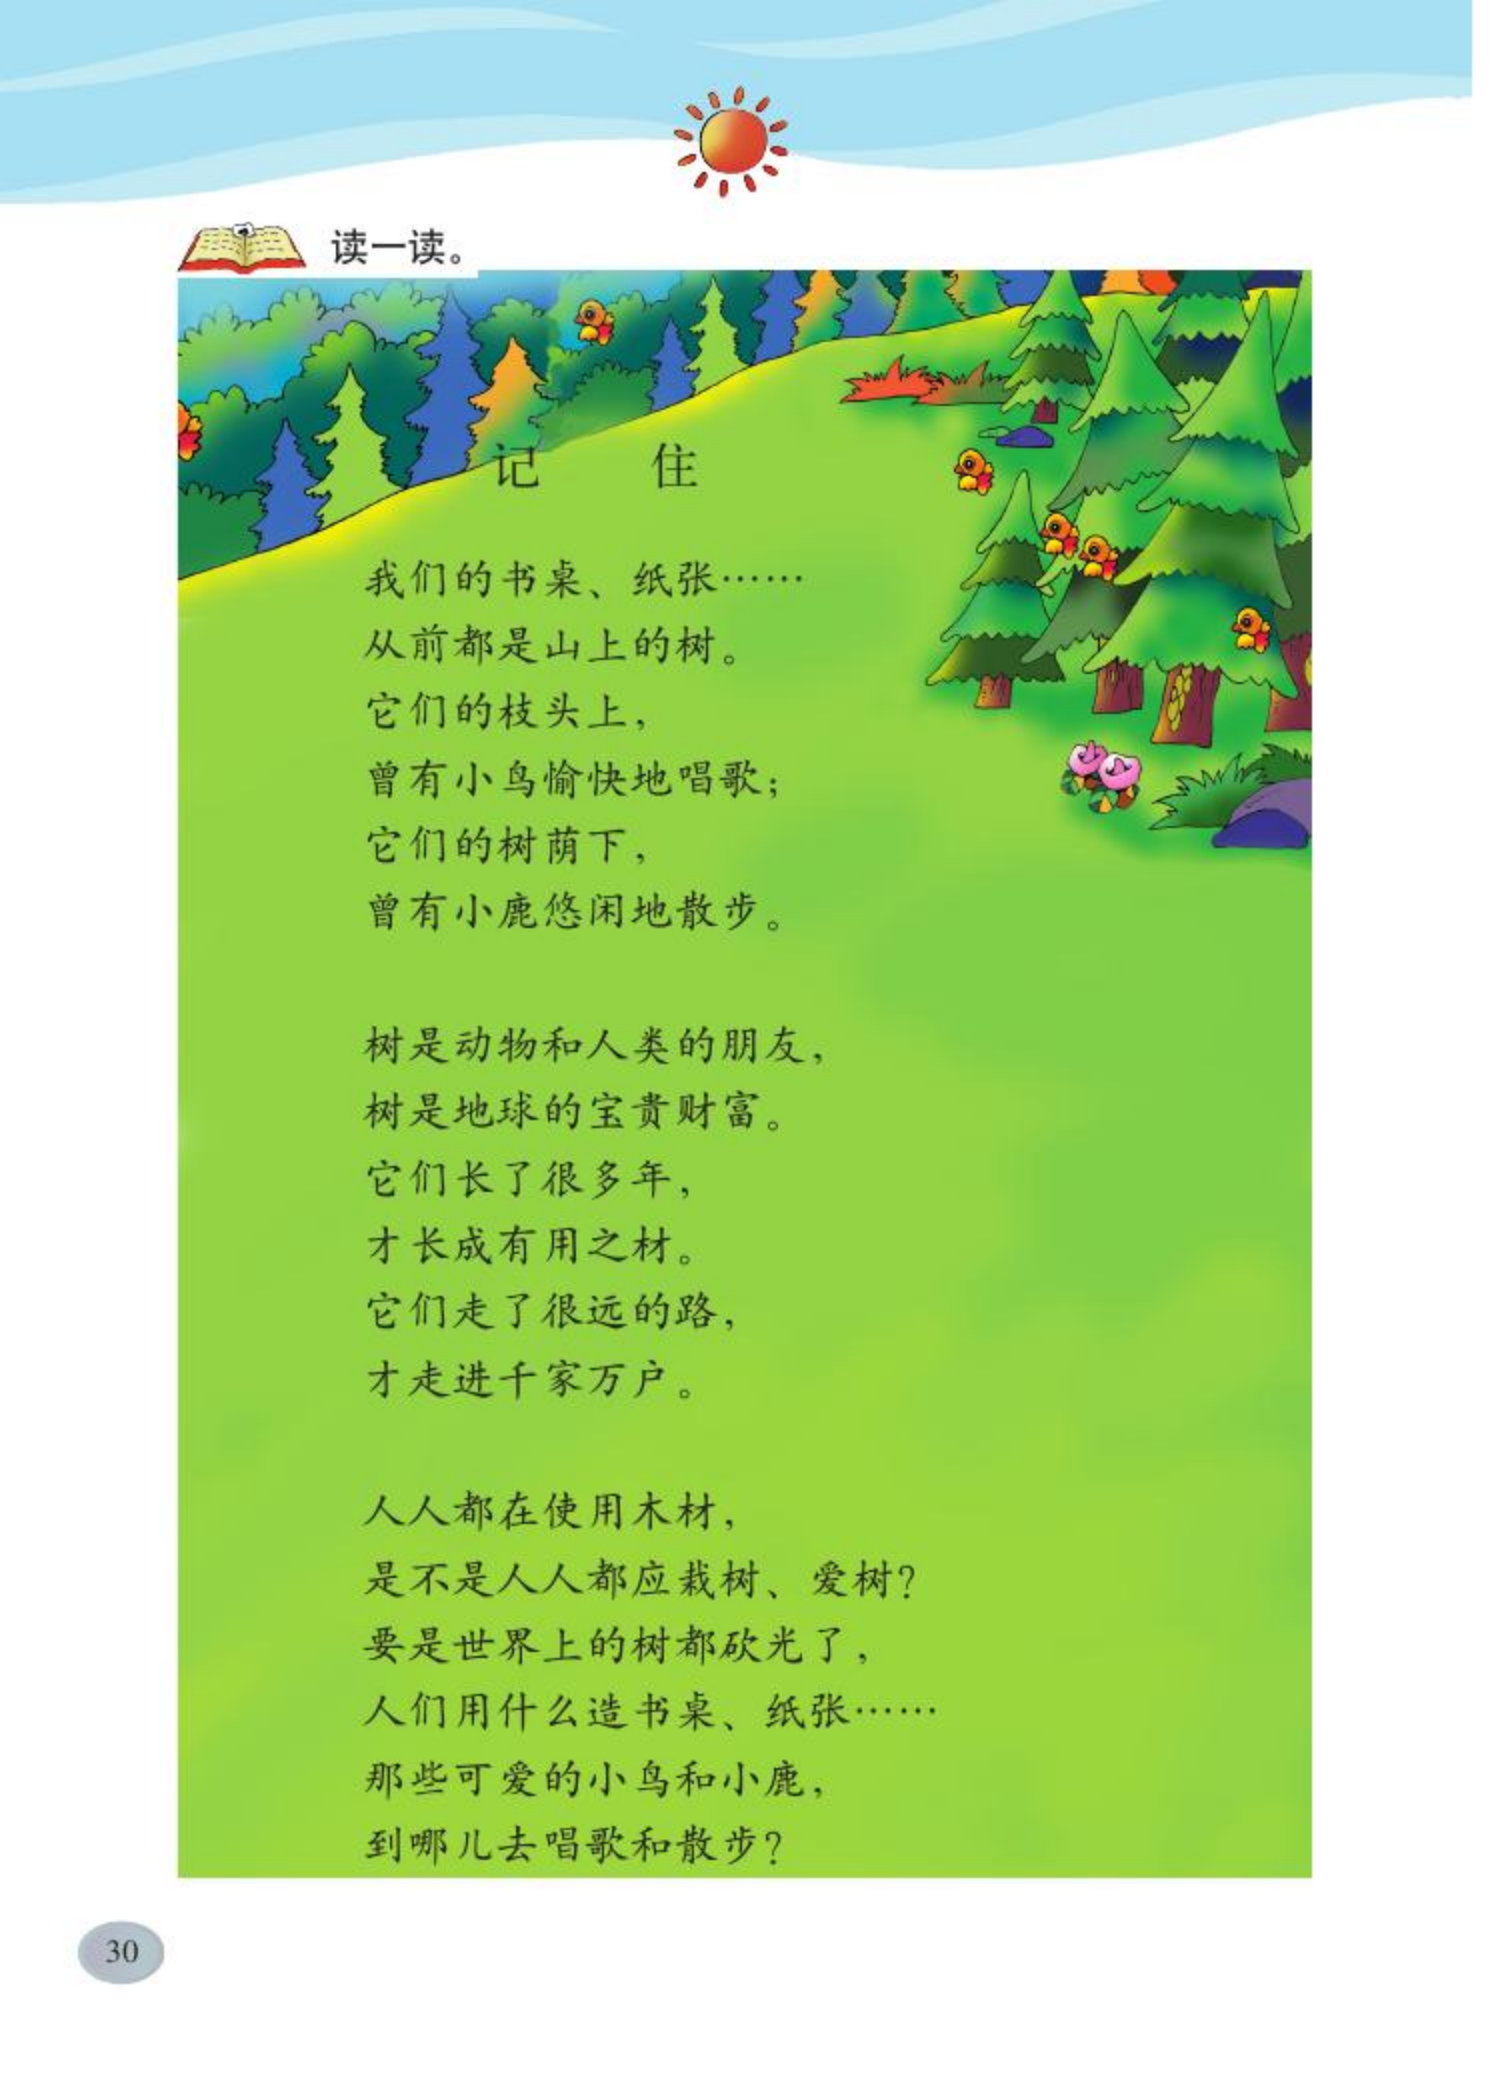 读一读。
记 住
我们的书桌、纸张……
从前都是山上的树。
它们的枝头上，
曾有小鸟愉快地唱歌；
它们的树荫下，
曾有小鹿悠闲地散步。
树是动物和人类的朋友，
树是地球的宝贵财富。
它们长了很多年，
才长成有用之材。
它们走了很远的路，
才走进千家万户。
人人都在使用木材，
是不是人人都应栽树、爱树？
要是世界上的树都砍光了，
人们用什么造书桌、纸张……
那些可爱的小鸟和小鹿，
到哪儿去唱歌和散步？
30